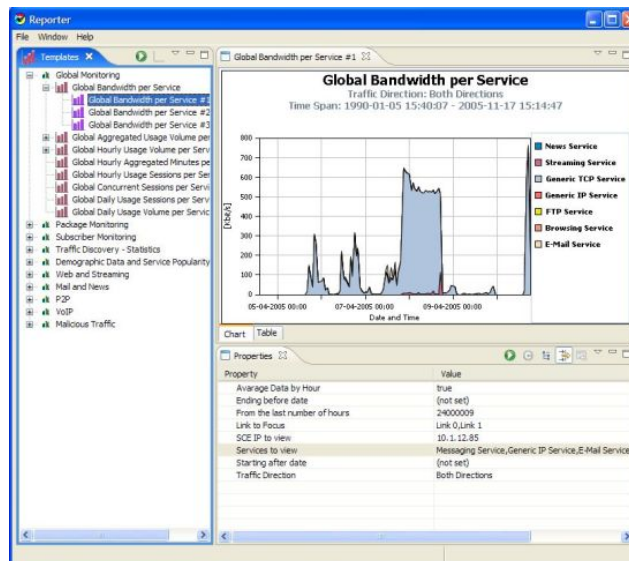 Reporter
File Window Help
Templates
Global Monitoring
Global Bandwidth per Service
Global Bandwidth per Service #1
Global Bandwidth per Service #2
Global Bandwidth per Service #3
Global Aggregated Usage Volume per
Global Hourly Usage Volume per Serv
Global Hourly Aggregated Minutes pe
Global Hourly Usage Sessions per Ser
Global Concurrent Sessions per Servi
Global Daily Usage Sessions per Serv
Global Daily Usage Volume per Servic
Package Monitoring
Subscriber Monitoring
Traffic Discovery - Statistics
Demographic Data and Service Popularity
Web and Streaming
Mail and News
P2P
VoIP
Malicious Traffic
Global Bandwidth per Service #1
Global Bandwidth per Service
Traffic Direction: Both Directions
Time Span: 1990-01-05 15:40:07 - 2005-11-17 15:14:47
[Kbit/s]
800
700
600
500
400
300
200
100
0
05-04-2005 00:00 07-04-2005 00:00 09-04-2005 00:00
Date and Time
News Service
Streaming Service
Generic TCP Service
Generic IP Service
FTP Service
Browsing Service
E-Mail Service
Chart Table
Properties
Property Value
Avarage Data by Hour true
Ending before date (not set)
From the last number of hours 24000009
Link to Focus Link 0,Link 1
SCE IP to view 10.1.12.85
Services to view Messaging Service,Generic IP Service,E-Mail Service
Starting after date (not set)
Traffic Direction Both Directions